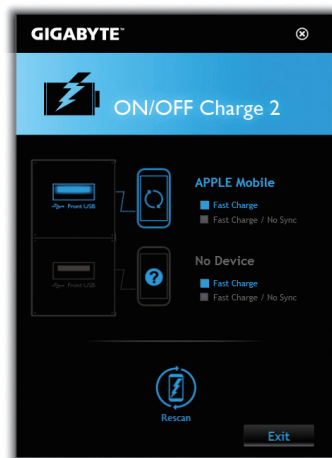 GIGABYTE™
ON/OFF Charge 2
Front USB
APPLE Mobile
Fast Charge
Fast Charge / No Sync
Front USB
?
No Device
Fast Charge
Fast Charge / No Sync
Rescan
Exit